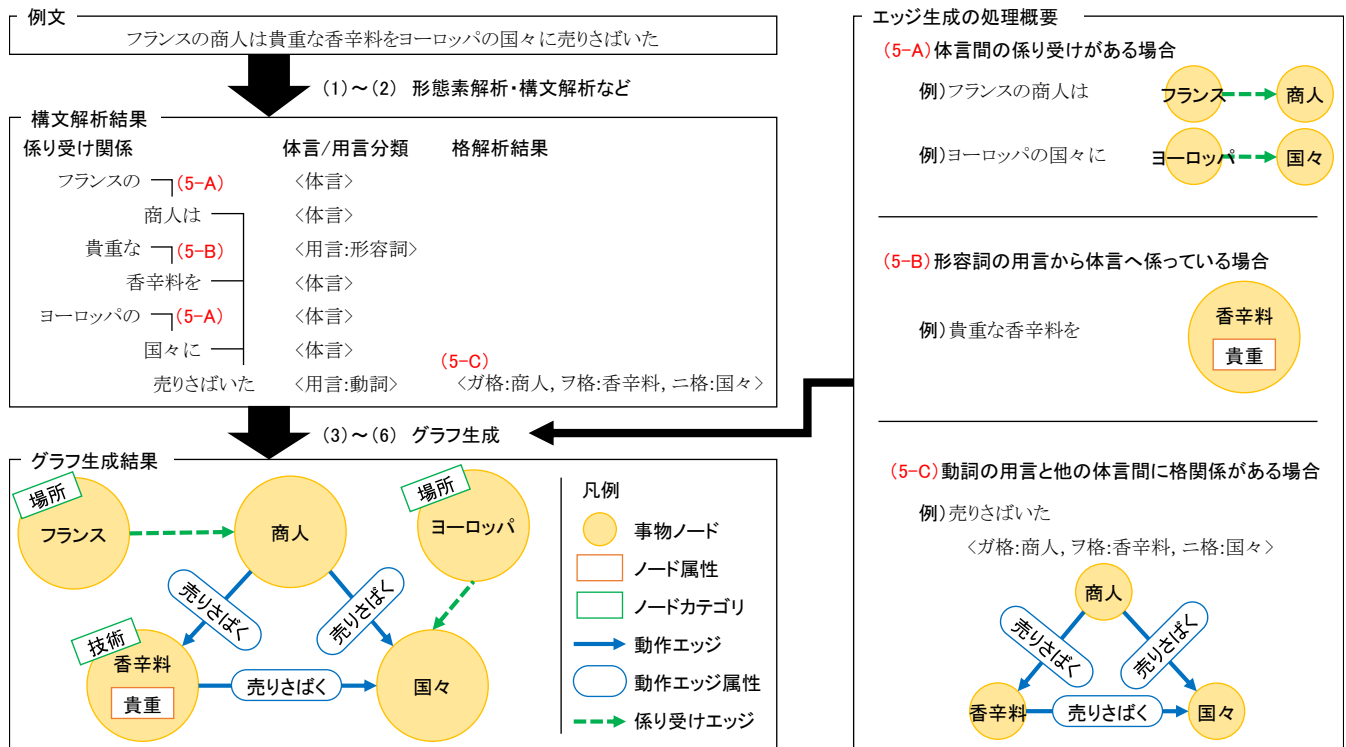 例文
フランスの商人は貴重な香辛料をヨーロッパの国々に売りさばいた
(1)～(2) 形態素解析・構文解析など
構文解析結果
係り受け関係 体言/用言分類 格解析結果
フランスの (5-A) <体言>
商人は <体言>
貴重な (5-B) <用言:形容詞>
香辛料を <体言>
ヨーロッパの (5-A) <体言>
国々に <体言>
(5-C)
売りさばいた <用言:動詞> <ガ格:商人, ヲ格:香辛料, ニ格:国々>
(3)～(6) グラフ生成
グラフ生成結果
場所
フランス
商人
場所
ヨーロッパ
売りさばく
売りさばく
技術
香辛料
貴重
売りさばく
国々
凡例
事物ノード
ノード属性
ノードカテゴリ
動作エッジ
動作エッジ属性
係り受けエッジ
エッジ生成の処理概要
(5-A)体言間の係り受けがある場合
例)フランスの商人は
フランス 商人
例)ヨーロッパの国々に
ヨーロッパ 国々
(5-B)形容詞の用言から体言へ係っている場合
例)貴重な香辛料を
香辛料
貴重
(5-C)動詞の用言と他の体言間に格関係がある場合
例)売りさばいた
<ガ格:商人, ヲ格:香辛料, ニ格:国々>
商人
売りさばく
売りさばく
香辛料
売りさばく
国々